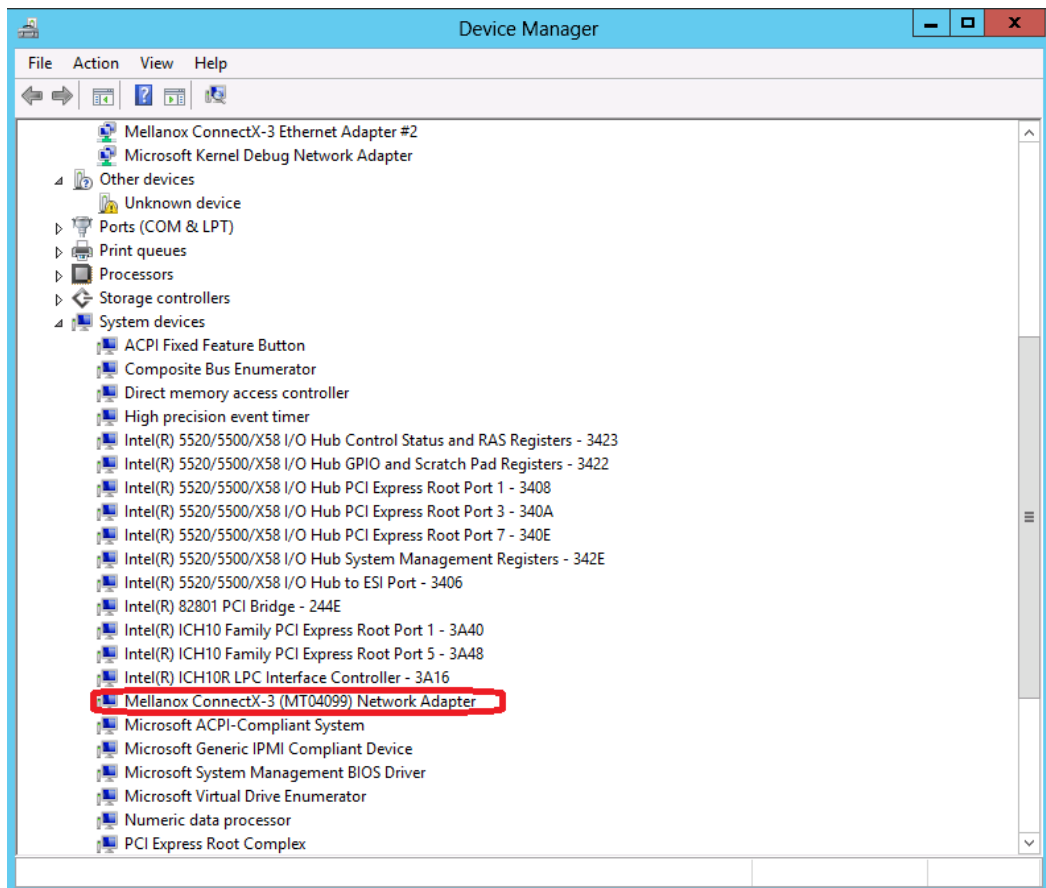 Device Manager
File Action View Help
Mellanox ConnectX-3 Ethernet Adapter #2
Microsoft Kernel Debug Network Adapter
Other devices
Unknown device
Ports (COM & LPT)
Print queues
Processors
Storage controllers
System devices
ACPI Fixed Feature Button
Composite Bus Enumerator
Direct memory access controller
High precision event timer
Intel(R) 5520/5500/X58 I/O Hub Control Status and RAS Registers - 3423
Intel(R) 5520/5500/X58 I/O Hub GPIO and Scratch Pad Registers - 3422
Intel(R) 5520/5500/X58 I/O Hub PCI Express Root Port 1 - 3408
Intel(R) 5520/5500/X58 I/O Hub PCI Express Root Port 3 - 340A
Intel(R) 5520/5500/X58 I/O Hub PCI Express Root Port 7 - 340E
Intel(R) 5520/5500/X58 I/O Hub System Management Registers - 342E
Intel(R) 5520/5500/X58 I/O Hub to ESI Port - 3406
Intel(R) 82801 PCI Bridge - 244E
Intel(R) ICH10 Family PCI Express Root Port 1 - 3A40
Intel(R) ICH10 Family PCI Express Root Port 5 - 3A48
Intel(R) ICH10R LPC Interface Controller - 3A16
Mellanox ConnectX-3 (MT04099) Network Adapter
Microsoft ACPI-Compliant System
Microsoft Generic IPMI Compliant Device
Microsoft System Management BIOS Driver
Microsoft Virtual Drive Enumerator
Numeric data processor
PCI Express Root Complex